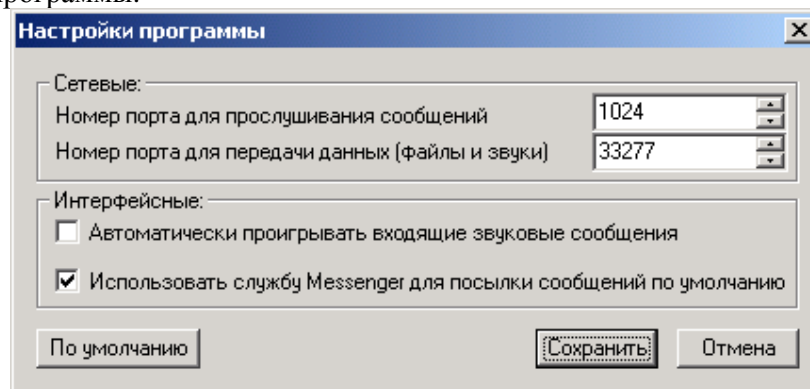 программы.
Настройки программы
Сетевые:
Номер порта для прослушивания сообщений 1024
Номер порта для передачи данных (файлы и звуки) 33277
Интерфейсные:
Автоматически проигрывать входящие звуковые сообщения
Использовать службу Messenger для посылки сообщений по умолчанию
По умолчанию Сохранить Отмена